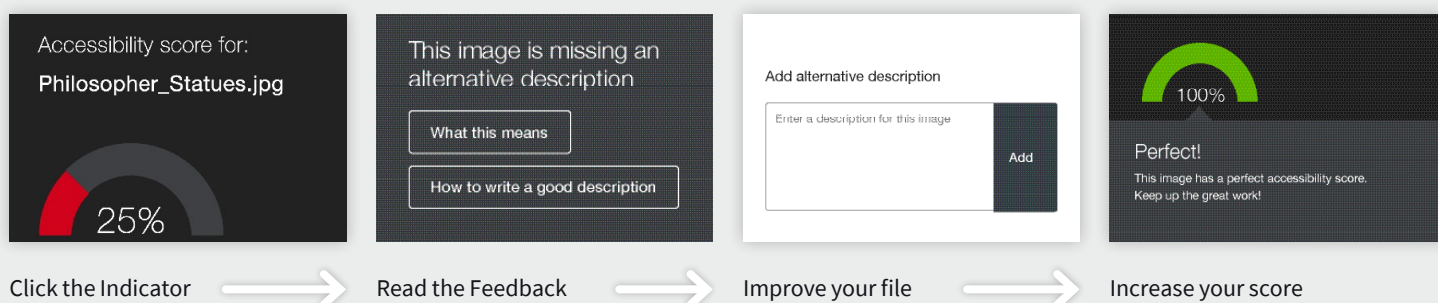 Accessibility score for:
Philosopher_Statues.jpg
25%
Click the Indicator
This image is missing an
alternative description
What this means
How to write a good description
Read the Feedback
Add alternative description
Enter a description for this image
Add
Improve your file
100%
Perfect!
This image has a perfect accessibility score.
Keep up the great work!
Increase your score